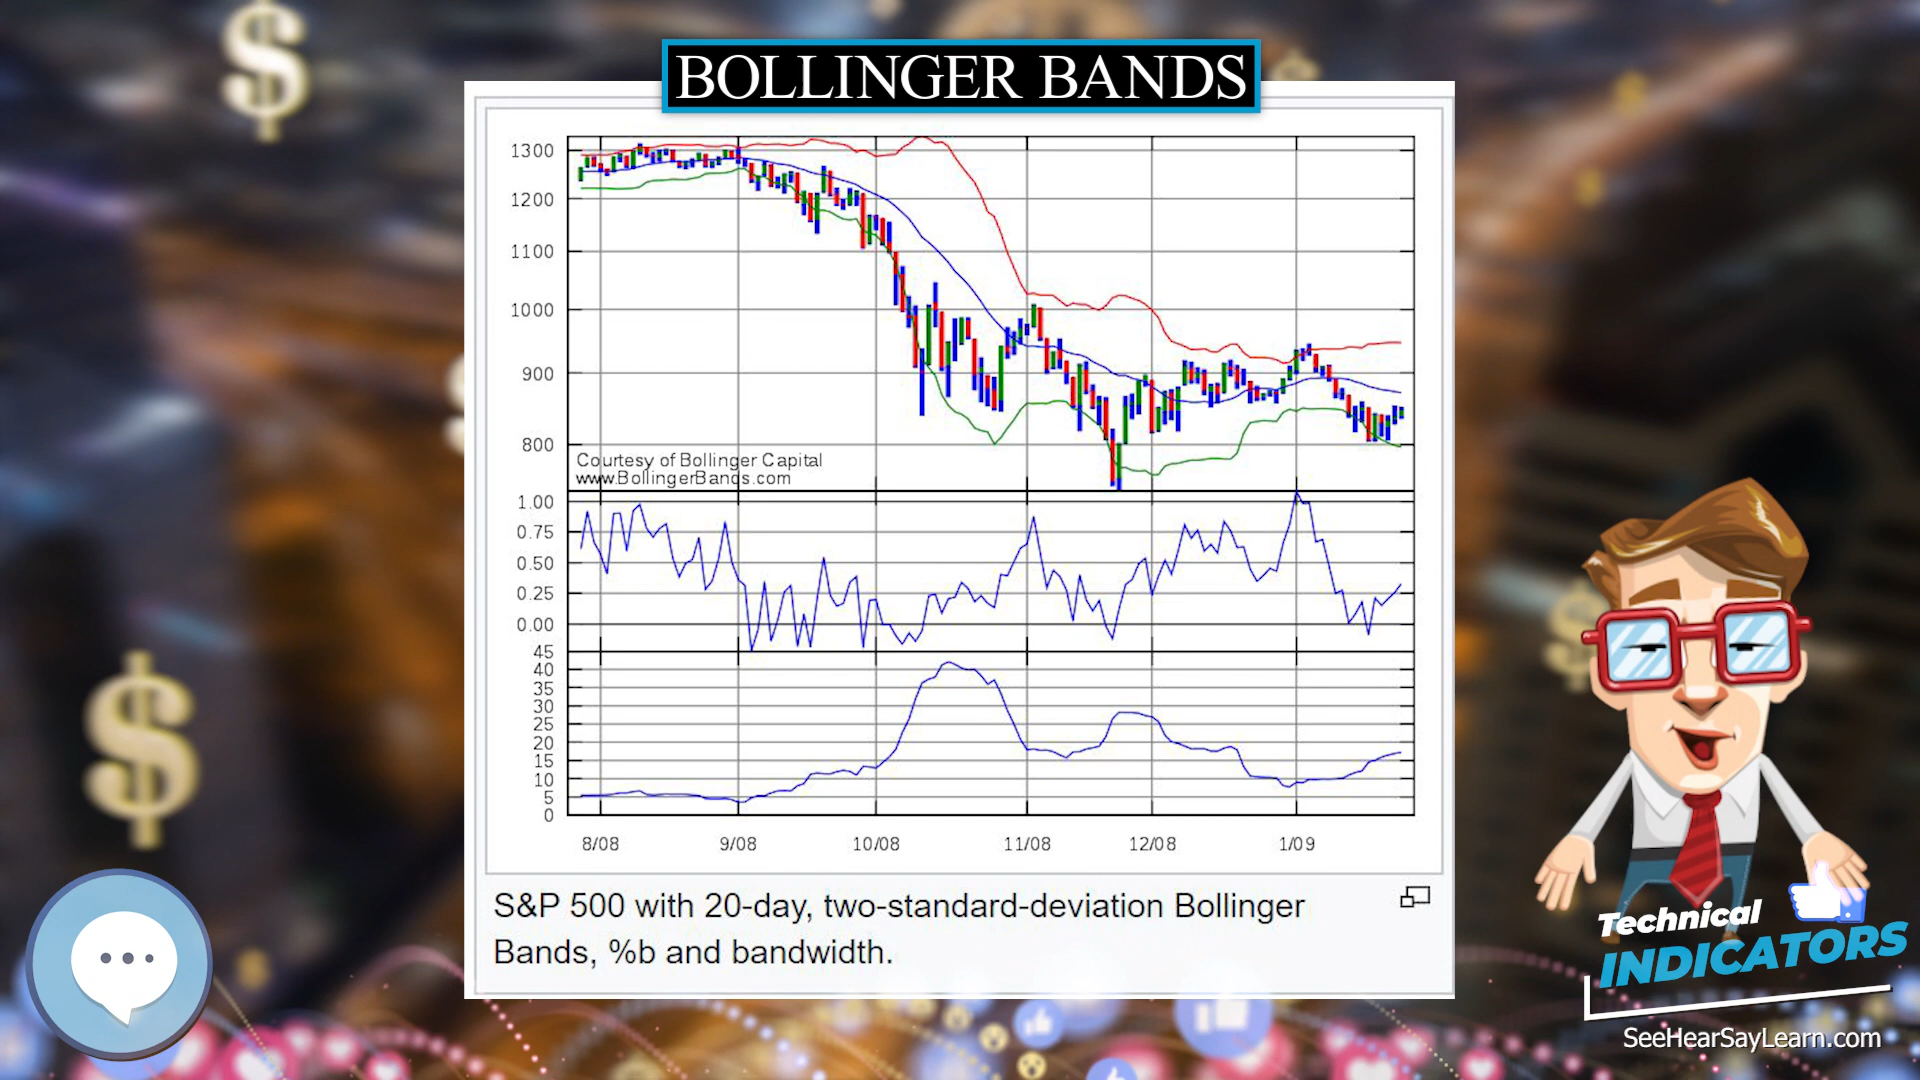 BOLLINGER BANDS
1300
1200
1100
1000
900
800
Courtesy of Bollinger Capital
www.BollingerBands.com
1.00
0.75
0.50
0.25
0.00
45
40
35
30
25
20
15
10
5
0
8/08 9/08 10/08 11/08 12/08 1/09
S&P 500 with 20-day, two-standard-deviation Bollinger
Bands, %b and bandwidth.
Technical
INDICATORS
SeeHearSayLearn.com